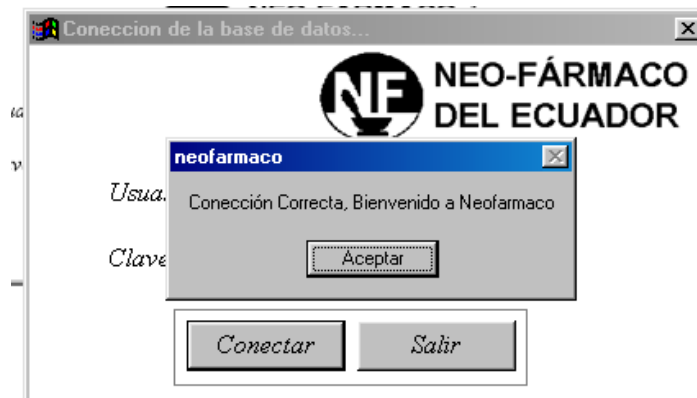 Coneccion de la base de datos...
NF
NEO-FÁRMACO
DEL ECUADOR
neofarmaco
Conección Correcta, Bienvenido a Neofarmaco
Aceptar
Clave
Conectar
Salir